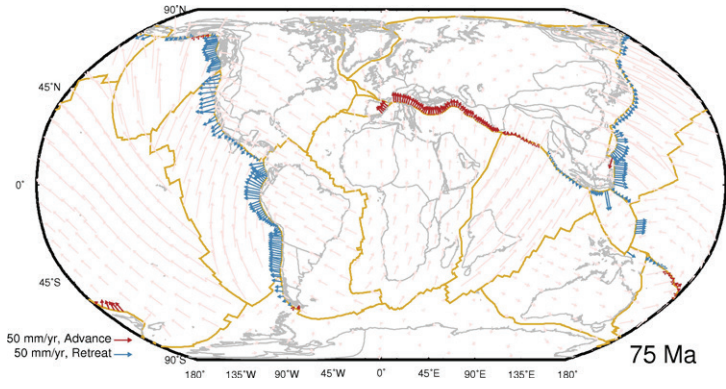 90˚N
45˚N
0˚
45˚S
90˚S
50 mm/yr, Advance
50 mm/yr, Retreat
75 Ma
180˚ 135˚W 90˚W 45˚W 0˚ 45˚E 90˚E 135˚E 180˚